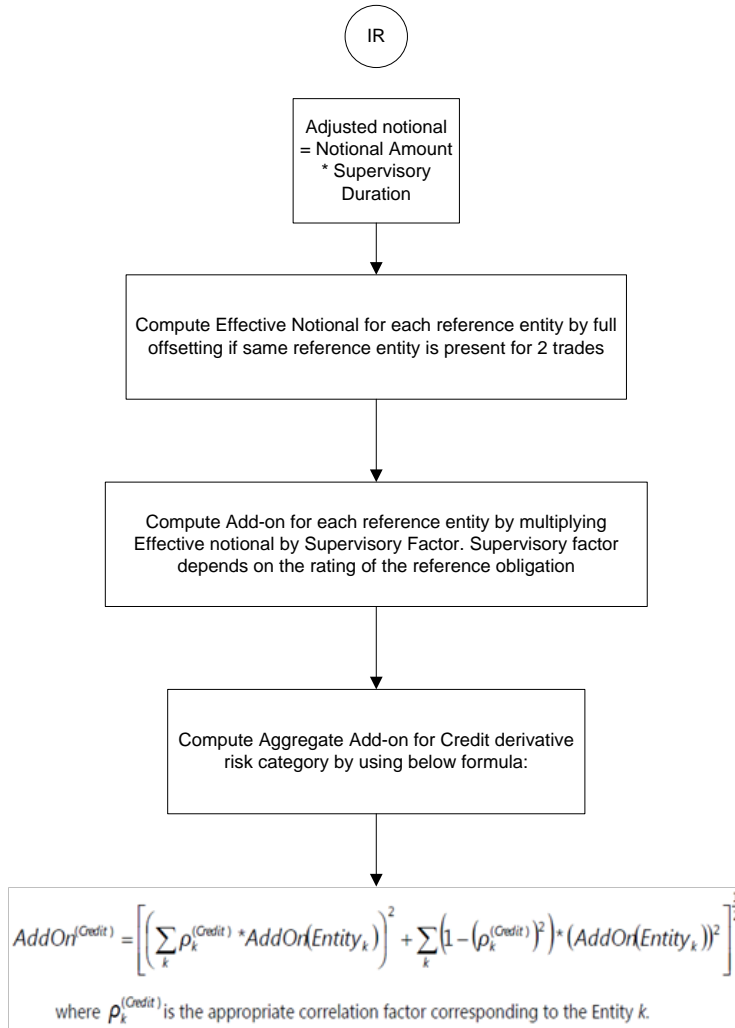 IR
Adjusted notional
= Notional Amount
* Supervisory
Duration
Compute Effective Notional for each reference entity by full
offsetting if same reference entity is present for 2 trades
Compute Add-on for each reference entity by multiplying
Effective notional by Supervisory Factor. Supervisory factor
depends on the rating of the reference obligation
Compute Aggregate Add-on for Credit derivative
risk category by using below formula:
AddOn^(Credit) = [(∑_k ρ_k^(Credit) * AddOn(Entity_k))^2 + ∑_k (1 − (ρ_k^(Credit))^2) * (AddOn(Entity_k))^2]
where ρ_k^(Credit) is the appropriate correlation factor corresponding to the Entity k.